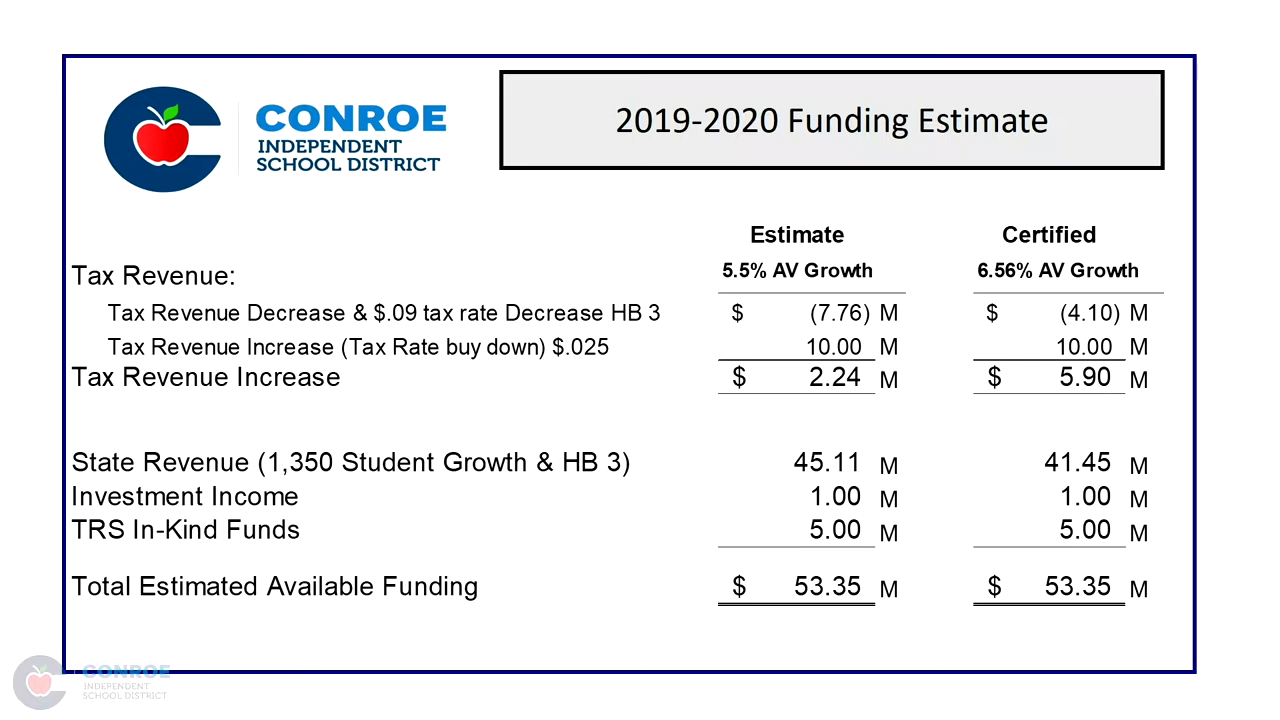 CONROE
INDEPENDENT
SCHOOL DISTRICT
2019-2020 Funding Estimate
Estimate Certified
Tax Revenue: 5.5% AV Growth 6.56% AV Growth
Tax Revenue Decrease & $.09 tax rate Decrease HB 3 $ (7.76) M $ (4.10) M
Tax Revenue Increase (Tax Rate buy down) $.025 10.00 M 10.00 M
Tax Revenue Increase $ 2.24 M $ 5.90 M
State Revenue (1,350 Student Growth & HB 3) 45.11 M 41.45 M
Investment Income 1.00 M 1.00 M
TRS In-Kind Funds 5.00 M 5.00 M
Total Estimated Available Funding $ 53.35 M $ 53.35 M
CONROE
INDEPENDENT
SCHOOL DISTRICT